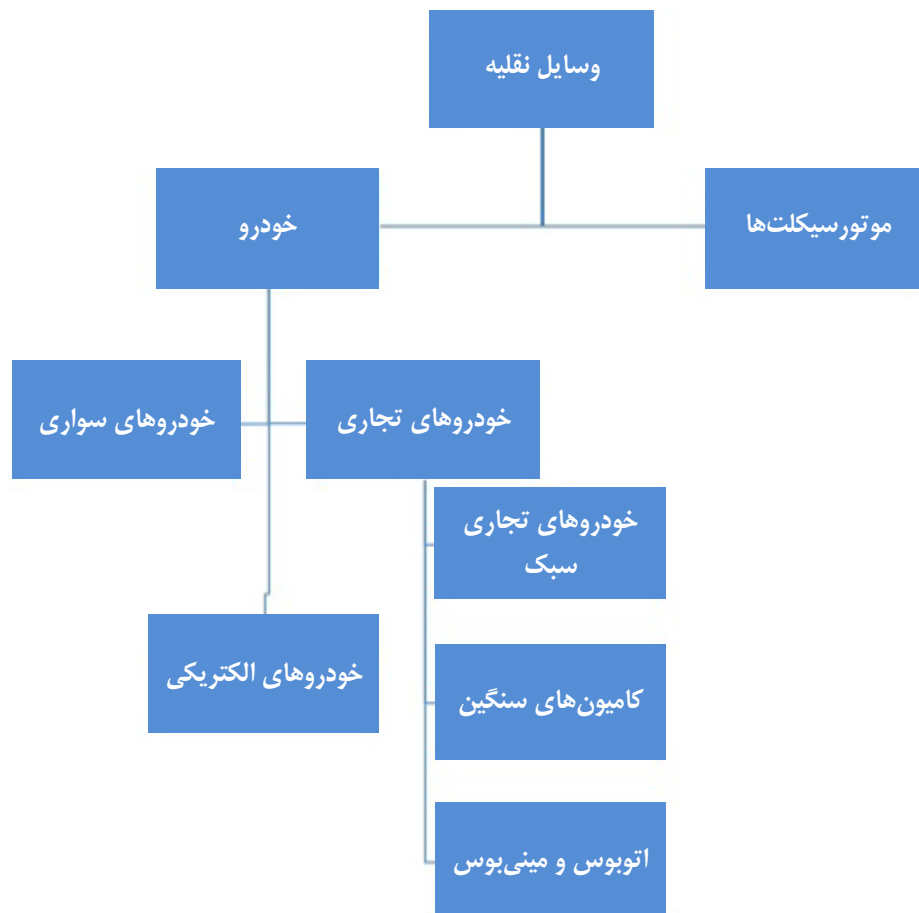 وسایل نقلیه
موتورسیکلت‌ها
خودرو
خودروهای تجاری
خودروهای سواری
خودروهای تجاری
سبک
خودروهای الکتریکی
کامیون‌های سنگین
اتوبوس و مینی‌بوس